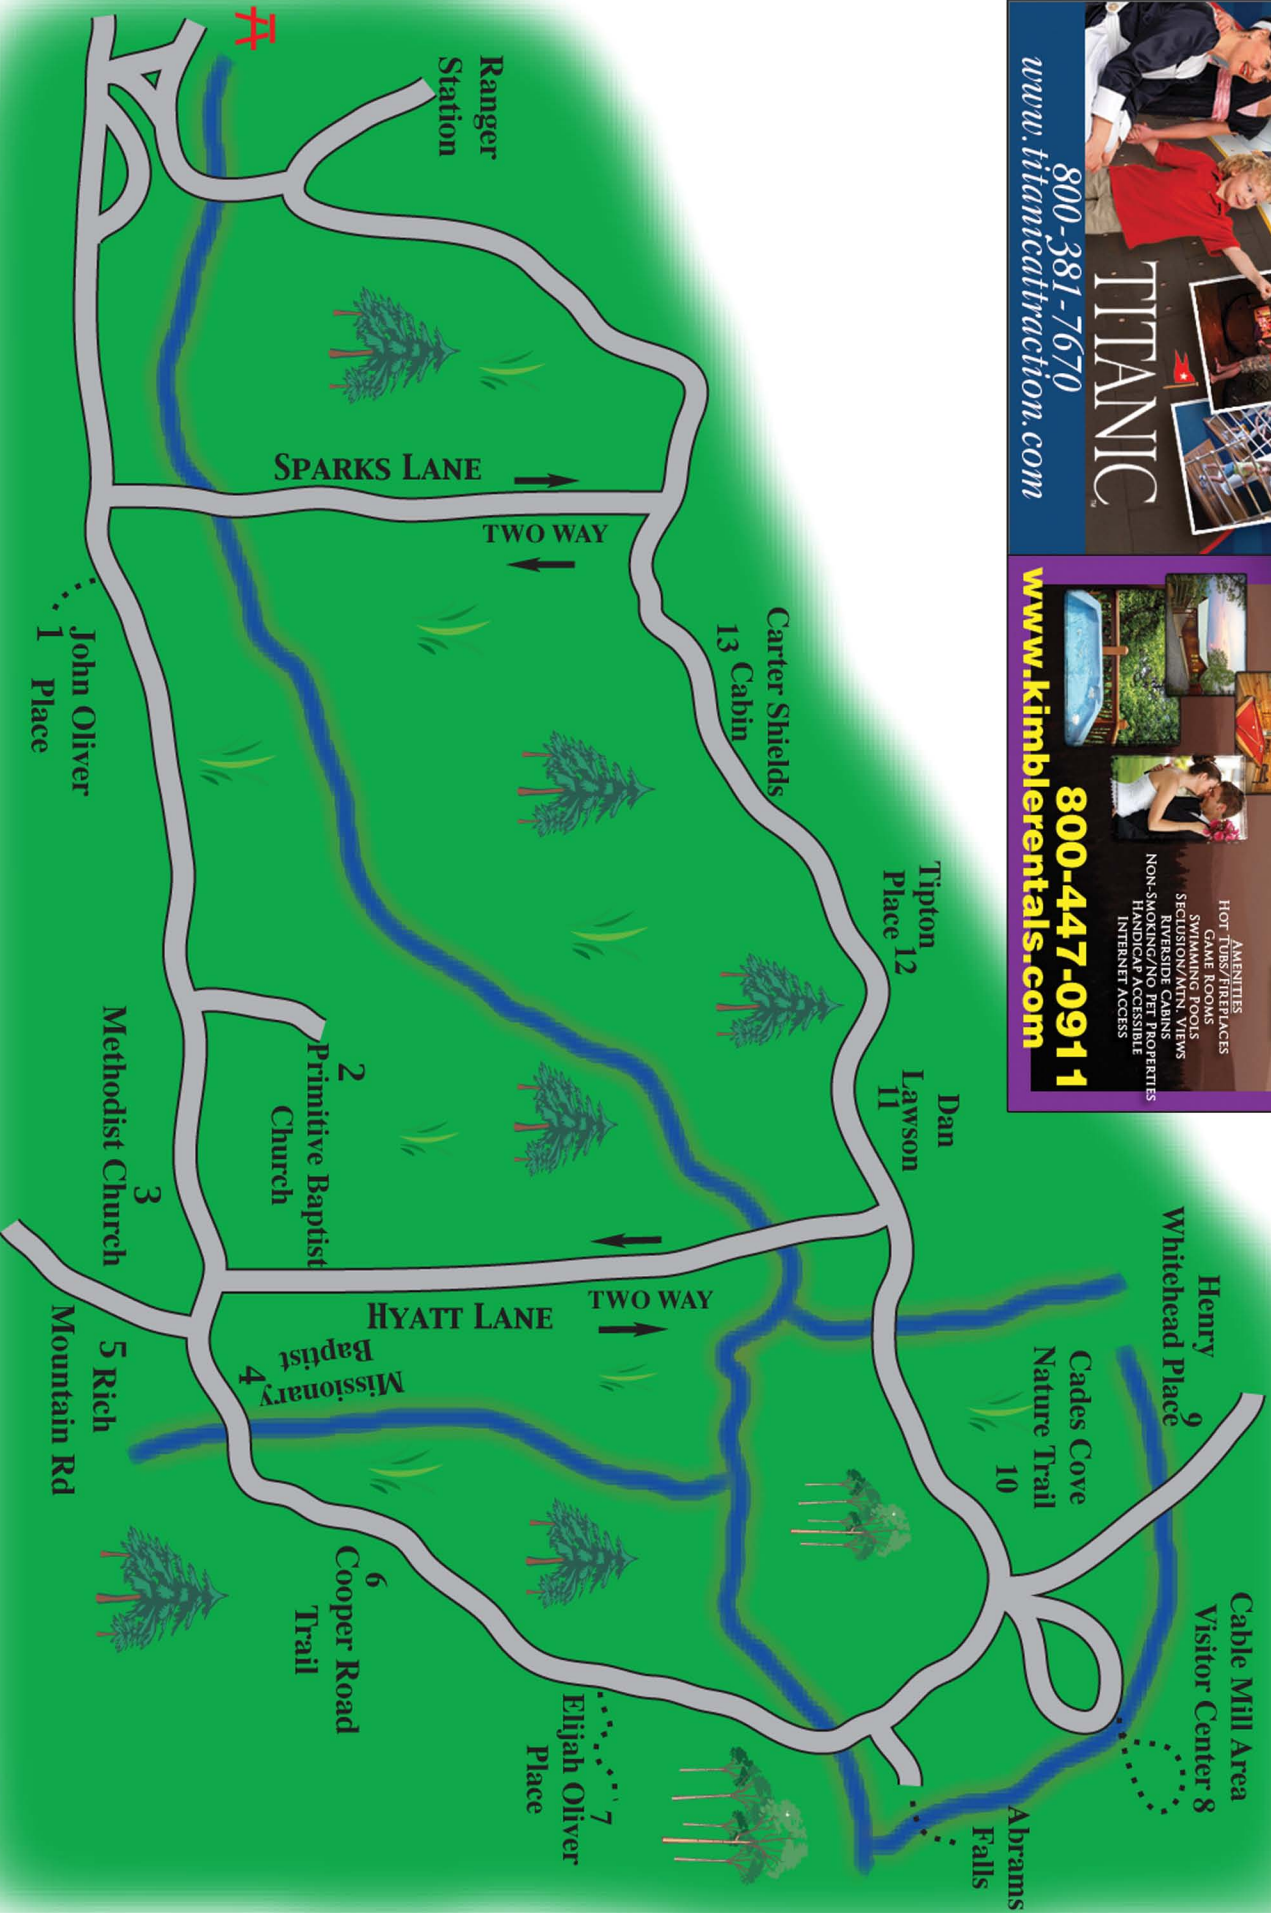 TITANIC
800-381-7670
www.titanicattraction.com
AMENITIES
HOT TUBS/FIREPLACES
GAME ROOMS
SWIMMING POOLS
SECLUSION/MTN. VIEWS
RIVERSIDE CABINS
NON-SMOKING/NO PET PROPERTIES
HANDICAP ACCESSIBLE
INTERNET ACCESS
800-447-0911
www.kimblerentals.com
Ranger
Station
SPARKS LANE
TWO WAY
John Oliver
1 Place
Carter Shields
13 Cabin
Tipton
Place 12
Dan
Lawson
11
2
Primitive Baptist
Church
3
Methodist Church
HYATT LANE
TWO WAY
Missionary
Baptist
4
5 Rich
Mountain Rd
6
Cooper Road
Trail
7
Elijah Oliver
Place
Henry
Whitehead Place
9
Cades Cove
Nature Trail
10
Cable Mill Area
Visitor Center 8
Abrams
Falls